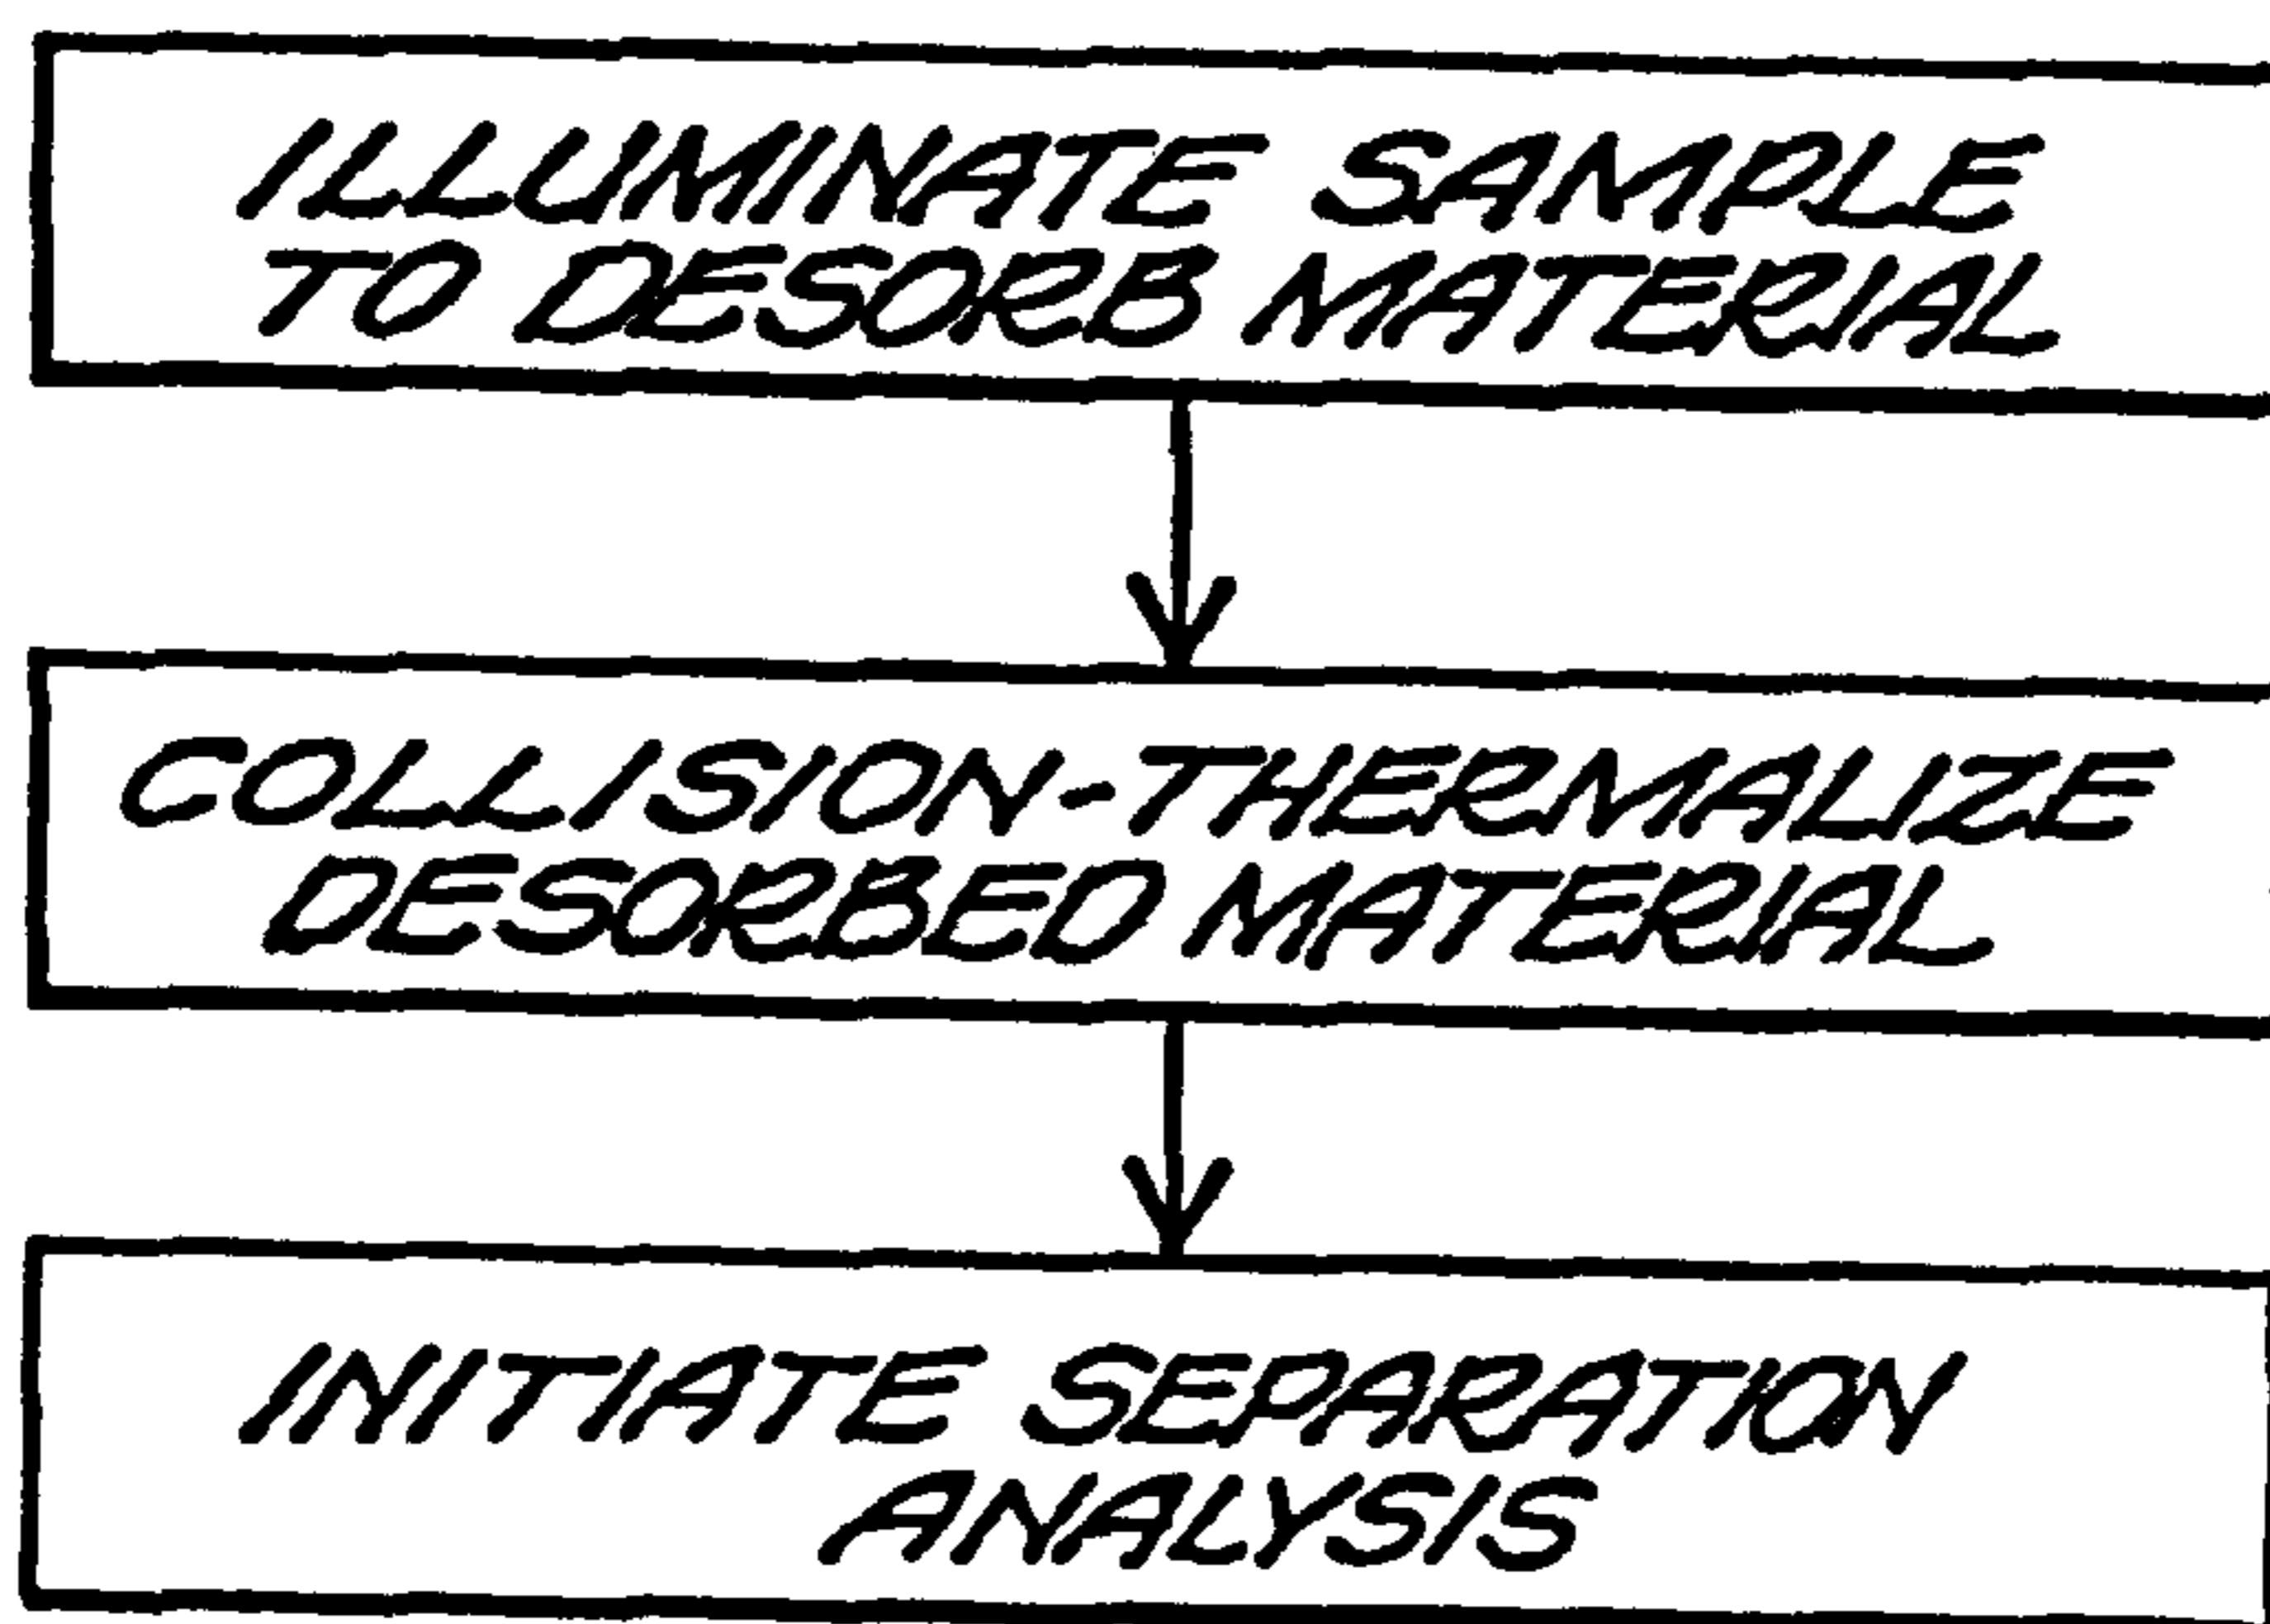 ILLUMINATE SAMPLE
TO DESORB MATERIAL
COLLISION-THERMALIZE
DESORBED MATERIAL
INITIATE SEPARATION
ANALYSIS